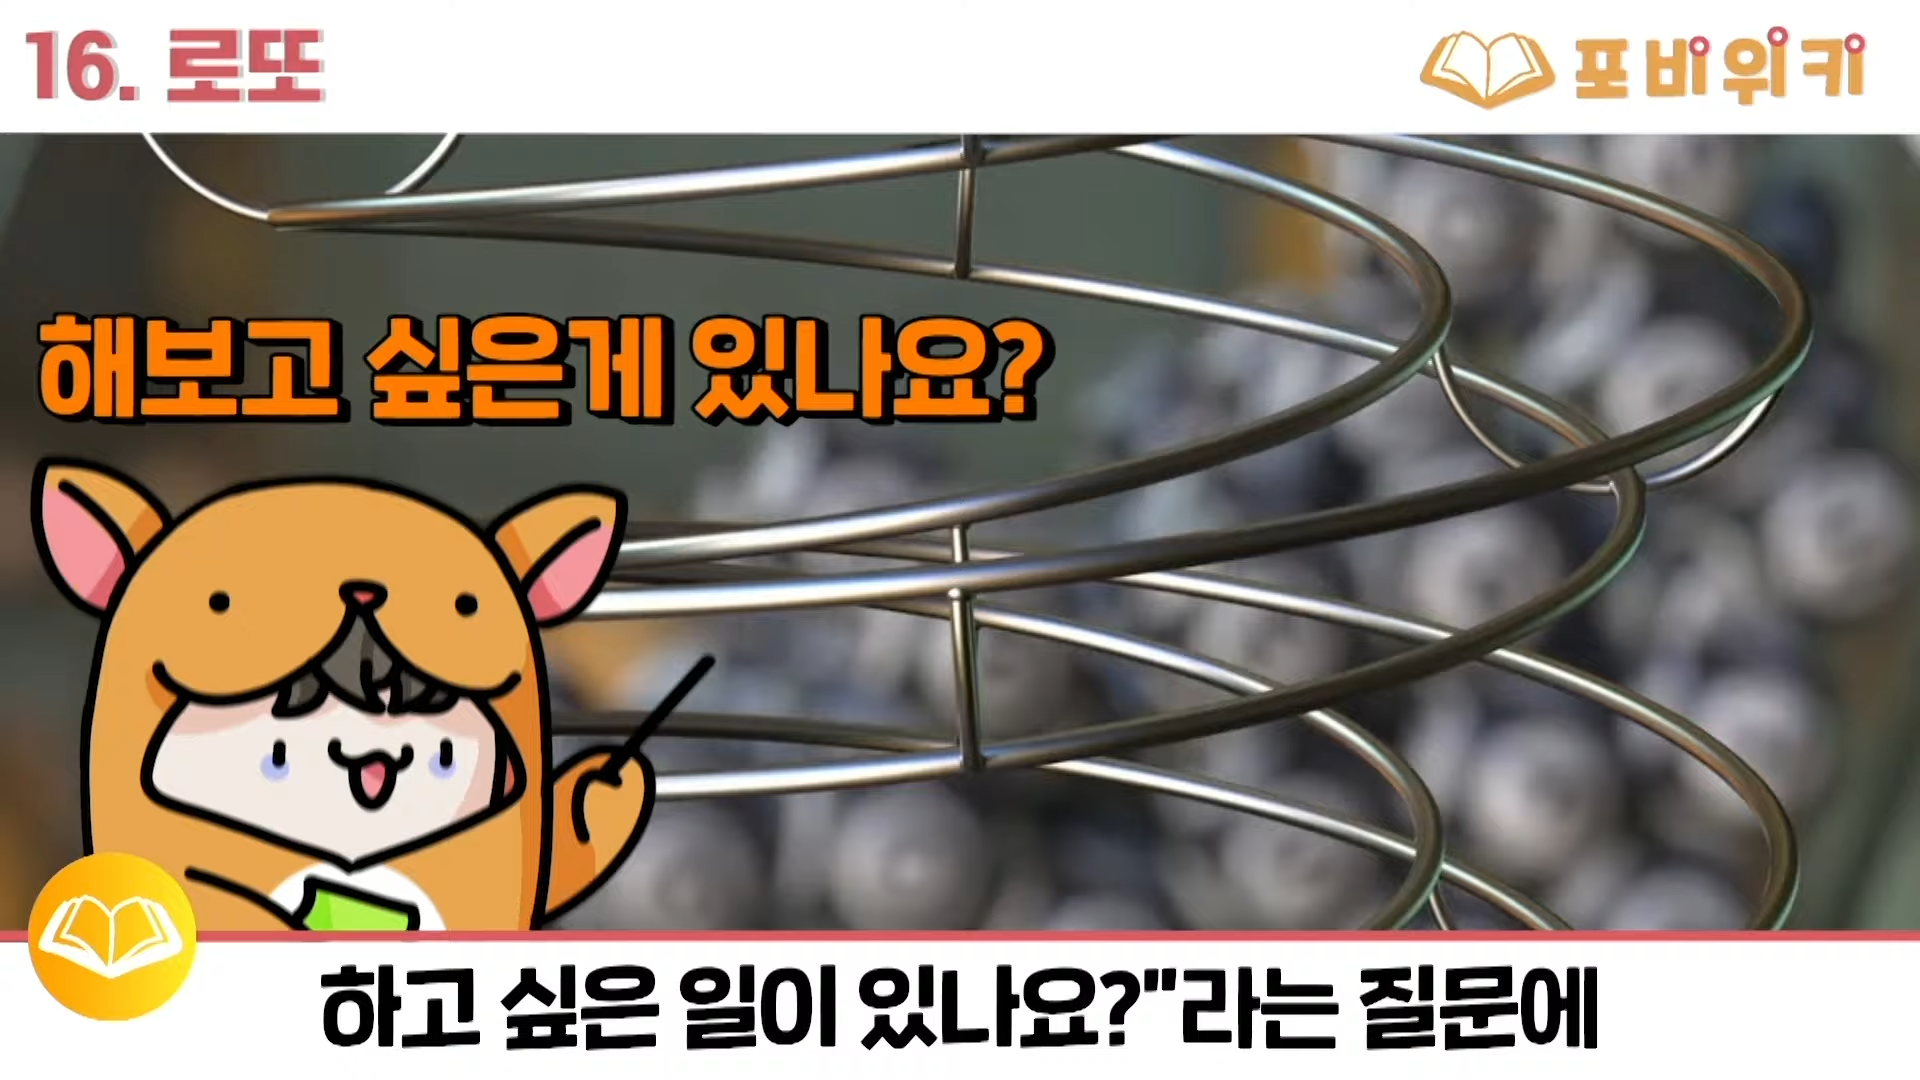 16. 로또
포비위키
해보고 싶은게 있나요?
하고 싶은 일이 있나요?"라는 질문에